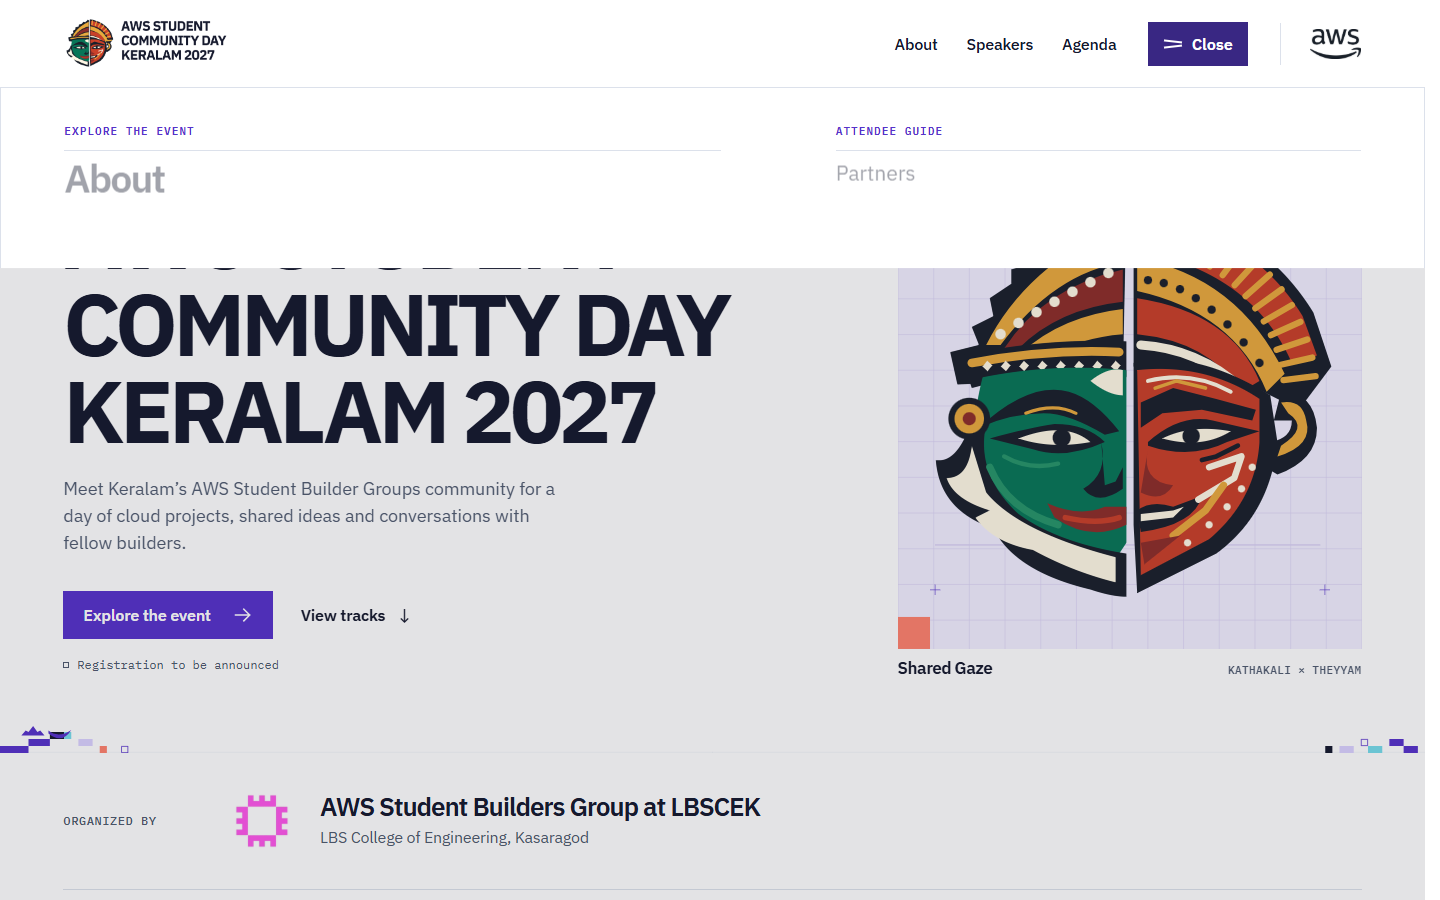 AWS STUDENT
COMMUNITY DAY
KERALAM 2027
About
Speakers
Agenda
Close
aws
EXPLORE THE EVENT
About
ATTENDEE GUIDE
Partners
COMMUNITY DAY
KERALAM 2027
Meet Keralam’s AWS Student Builder Groups community for a
day of cloud projects, shared ideas and conversations with
fellow builders.
Explore the event →
View tracks ↓
Registration to be announced
Shared Gaze
KATHAKALI × THEYYAM
ORGANIZED BY
AWS Student Builders Group at LBSCEK
LBS College of Engineering, Kasaragod